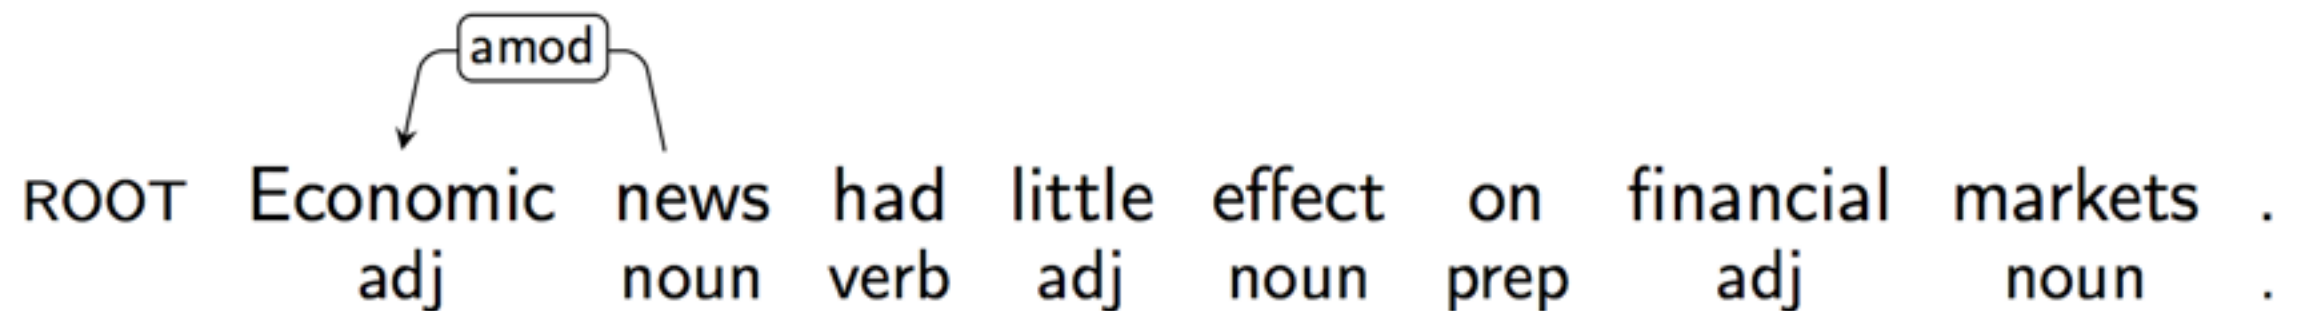 amod
ROOT Economic news had little effect on financial markets .
adj noun verb adj noun prep adj noun .